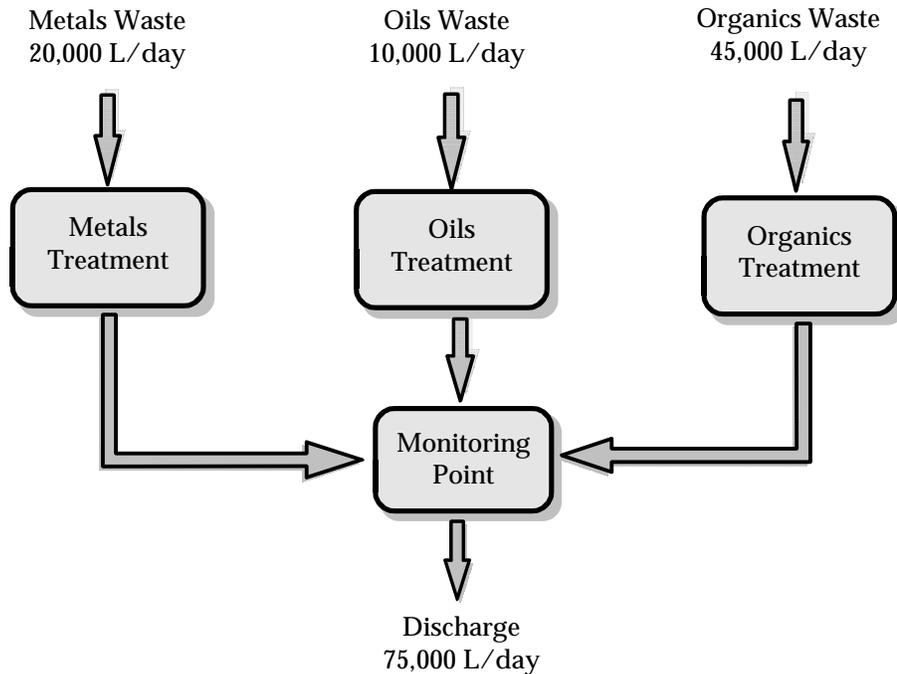 Metals Waste
20,000 L/day
Oils Waste
10,000 L/day
Organics Waste
45,000 L/day
Metals
Treatment
Oils
Treatment
Organics
Treatment
Monitoring
Point
Discharge
75,000 L/day